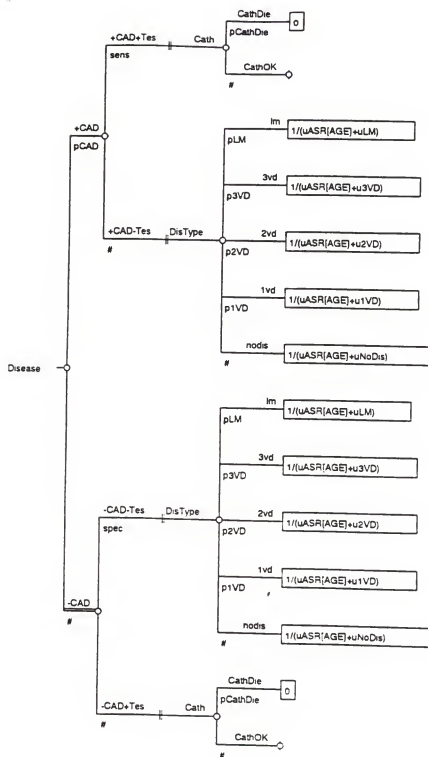 CathDie
0
pCathDie
+CAD+Tes
Cath
sens
CathOK
#
+CAD
pCAD
lm
1/(uASR[AGE]+uLM)
pLM
3vd
1/(uASR[AGE]+u3VD)
p3VD
+CAD-Tes
DisType
2vd
1/(uASR[AGE]+u2VD)
#
p2VD
1vd
1/(uASR[AGE]+u1VD)
p1VD
nodis
1/(uASR[AGE]+uNoDis)
#
Disease
lm
1/(uASR[AGE]+uLM)
pLM
3vd
1/(uASR[AGE]+u3VD)
p3VD
-CAD-Tes
DisType
2vd
1/(uASR[AGE]+u2VD)
spec
p2VD
1vd
1/(uASR[AGE]+u1VD)
p1VD
-CAD
#
nodis
1/(uASR[AGE]+uNoDis)
#
CathDie
0
pCathDie
-CAD+Tes
Cath
#
CathOK
#